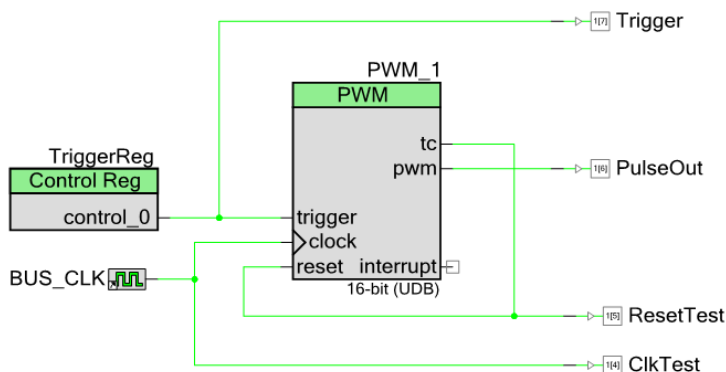 1[7] Trigger
PWM_1
PWM
TriggerReg
Control Reg
control_0
tc
pwm
1[6] PulseOut
trigger
clock
reset
interrupt
BUS_CLK
16-bit (UDB)
1[5] ResetTest
1[4] ClkTest